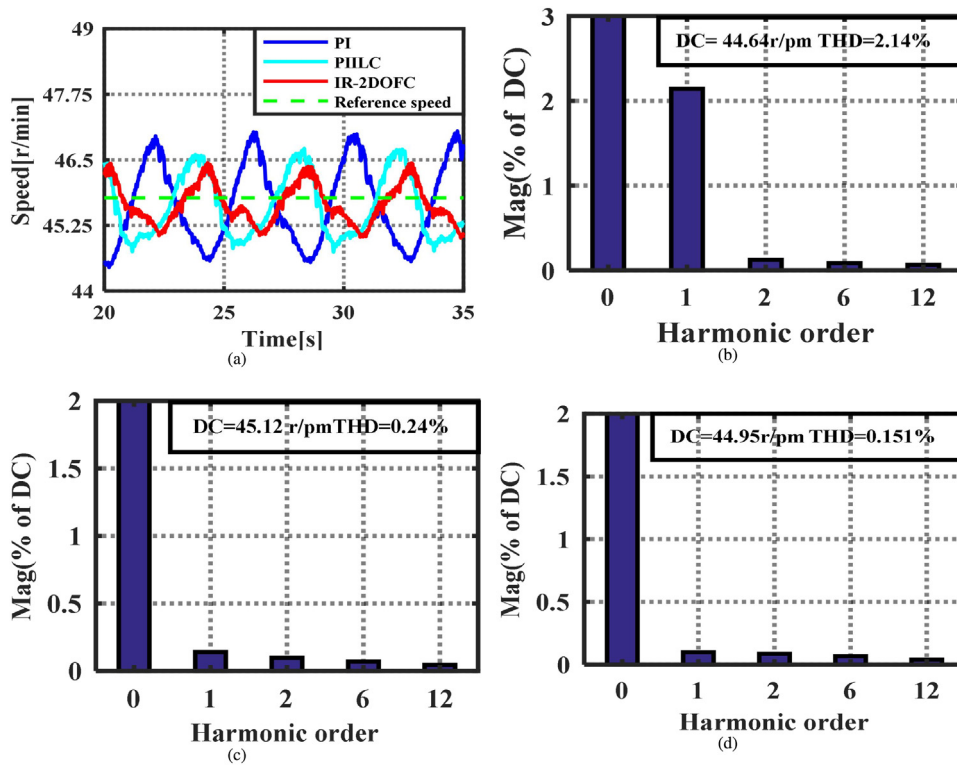 49
47.75
46.5
45.25
44
Speed[r/min]
PI
PIILC
IR-2DOFC
Reference speed
20
25
30
35
Time[s]
(a)
3
2
1
0
Mag(% of DC)
DC= 44.64r/pm THD=2.14%
0
1
2
6
12
Harmonic order
(b)
2
1.5
1
0.5
0
Mag(% of DC)
DC=45.12 r/pmTHD=0.24%
0
1
2
6
12
Harmonic order
(c)
2
1.5
1
0.5
0
Mag(% of DC)
DC=44.95r/pm THD=0.151%
0
1
2
6
12
Harmonic order
(d)